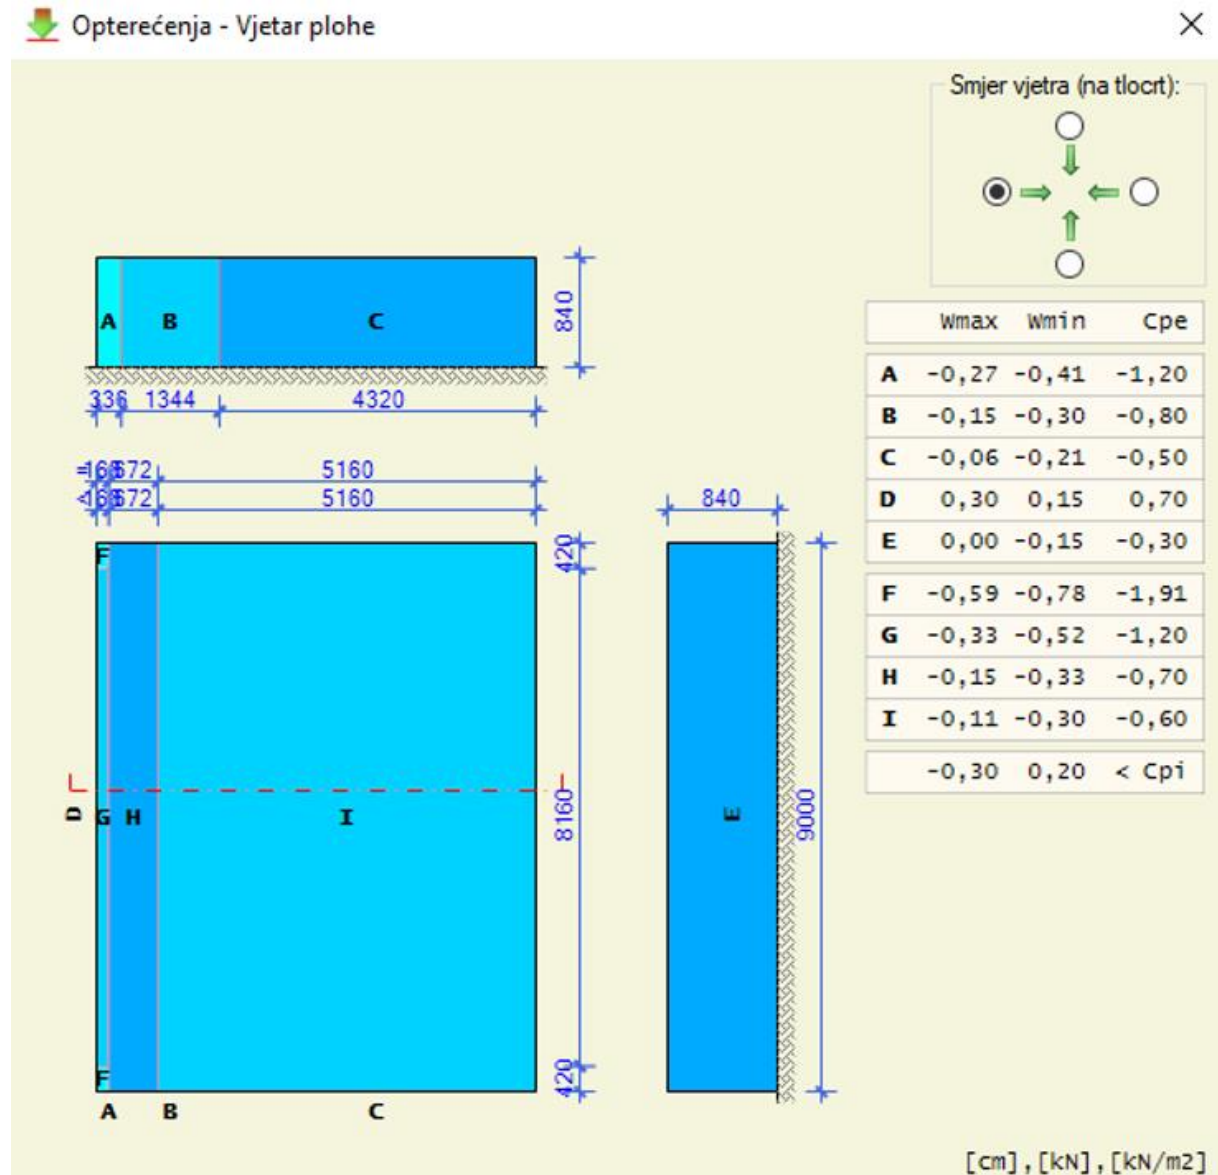 Opterećenja - Vjetar plohe
Smjer vjetra (na tlocrt):
A B C
840
336 1344 4320
=168 672 5160
<168 672 5160
840
F
420
D G H I
8160
E
9000
F
420
A B C
Wmax Wmin Cpe
A -0,27 -0,41 -1,20
B -0,15 -0,30 -0,80
C -0,06 -0,21 -0,50
D 0,30 0,15 0,70
E 0,00 -0,15 -0,30
F -0,59 -0,78 -1,91
G -0,33 -0,52 -1,20
H -0,15 -0,33 -0,70
I -0,11 -0,30 -0,60
-0,30 0,20 < Cpi
[cm],[kN],[kN/m2]